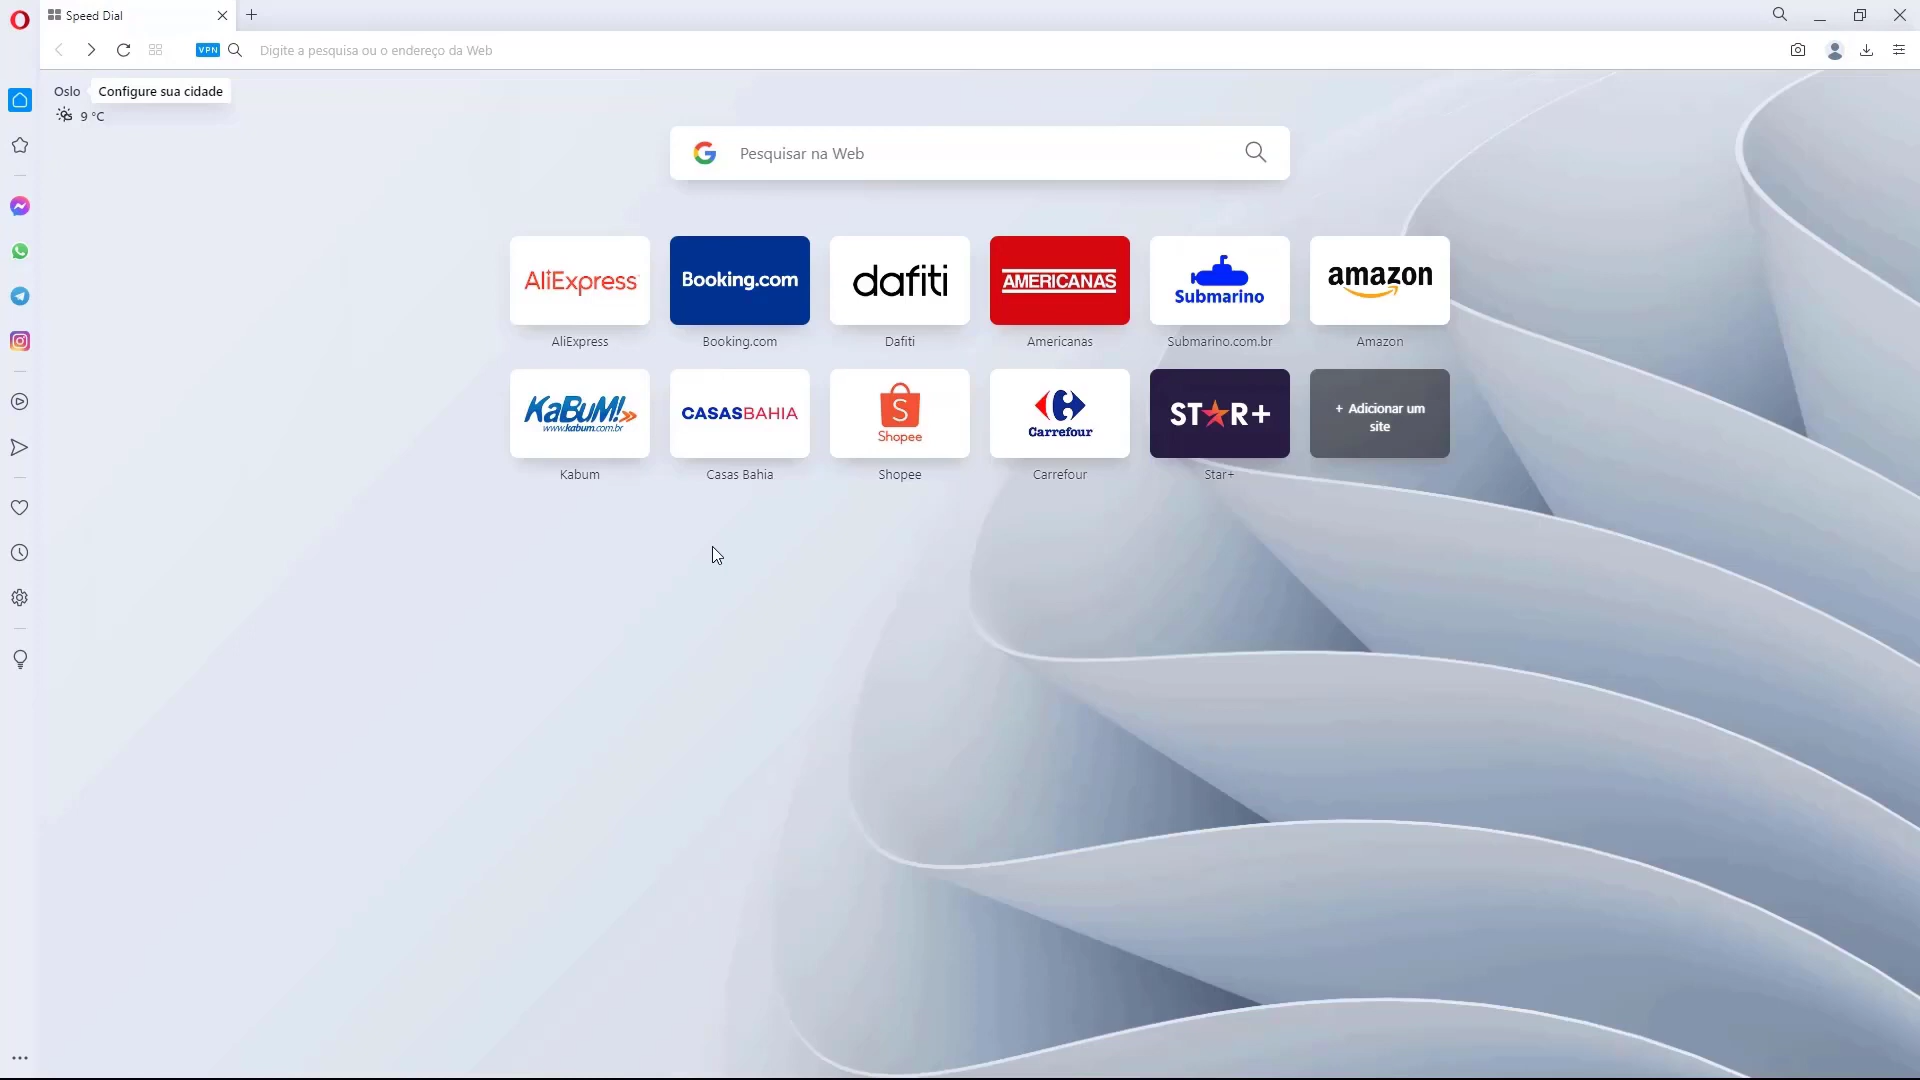 Speed Dial
VPN
Digite a pesquisa ou o endereço da Web
Oslo
Configure sua cidade
9 °C
Pesquisar na Web
AliExpress
Booking.com
dafiti
AMERICANAS
Submarino
amazon
AliExpress
Booking.com
Dafiti
Americanas
Submarino.com.br
Amazon
KaBuM!
www.kabum.com.br
CASASBAHIA
S
Shopee
Carrefour
STAR+
+ Adicionar um
site
Kabum
Casas Bahia
Shopee
Carrefour
Star+